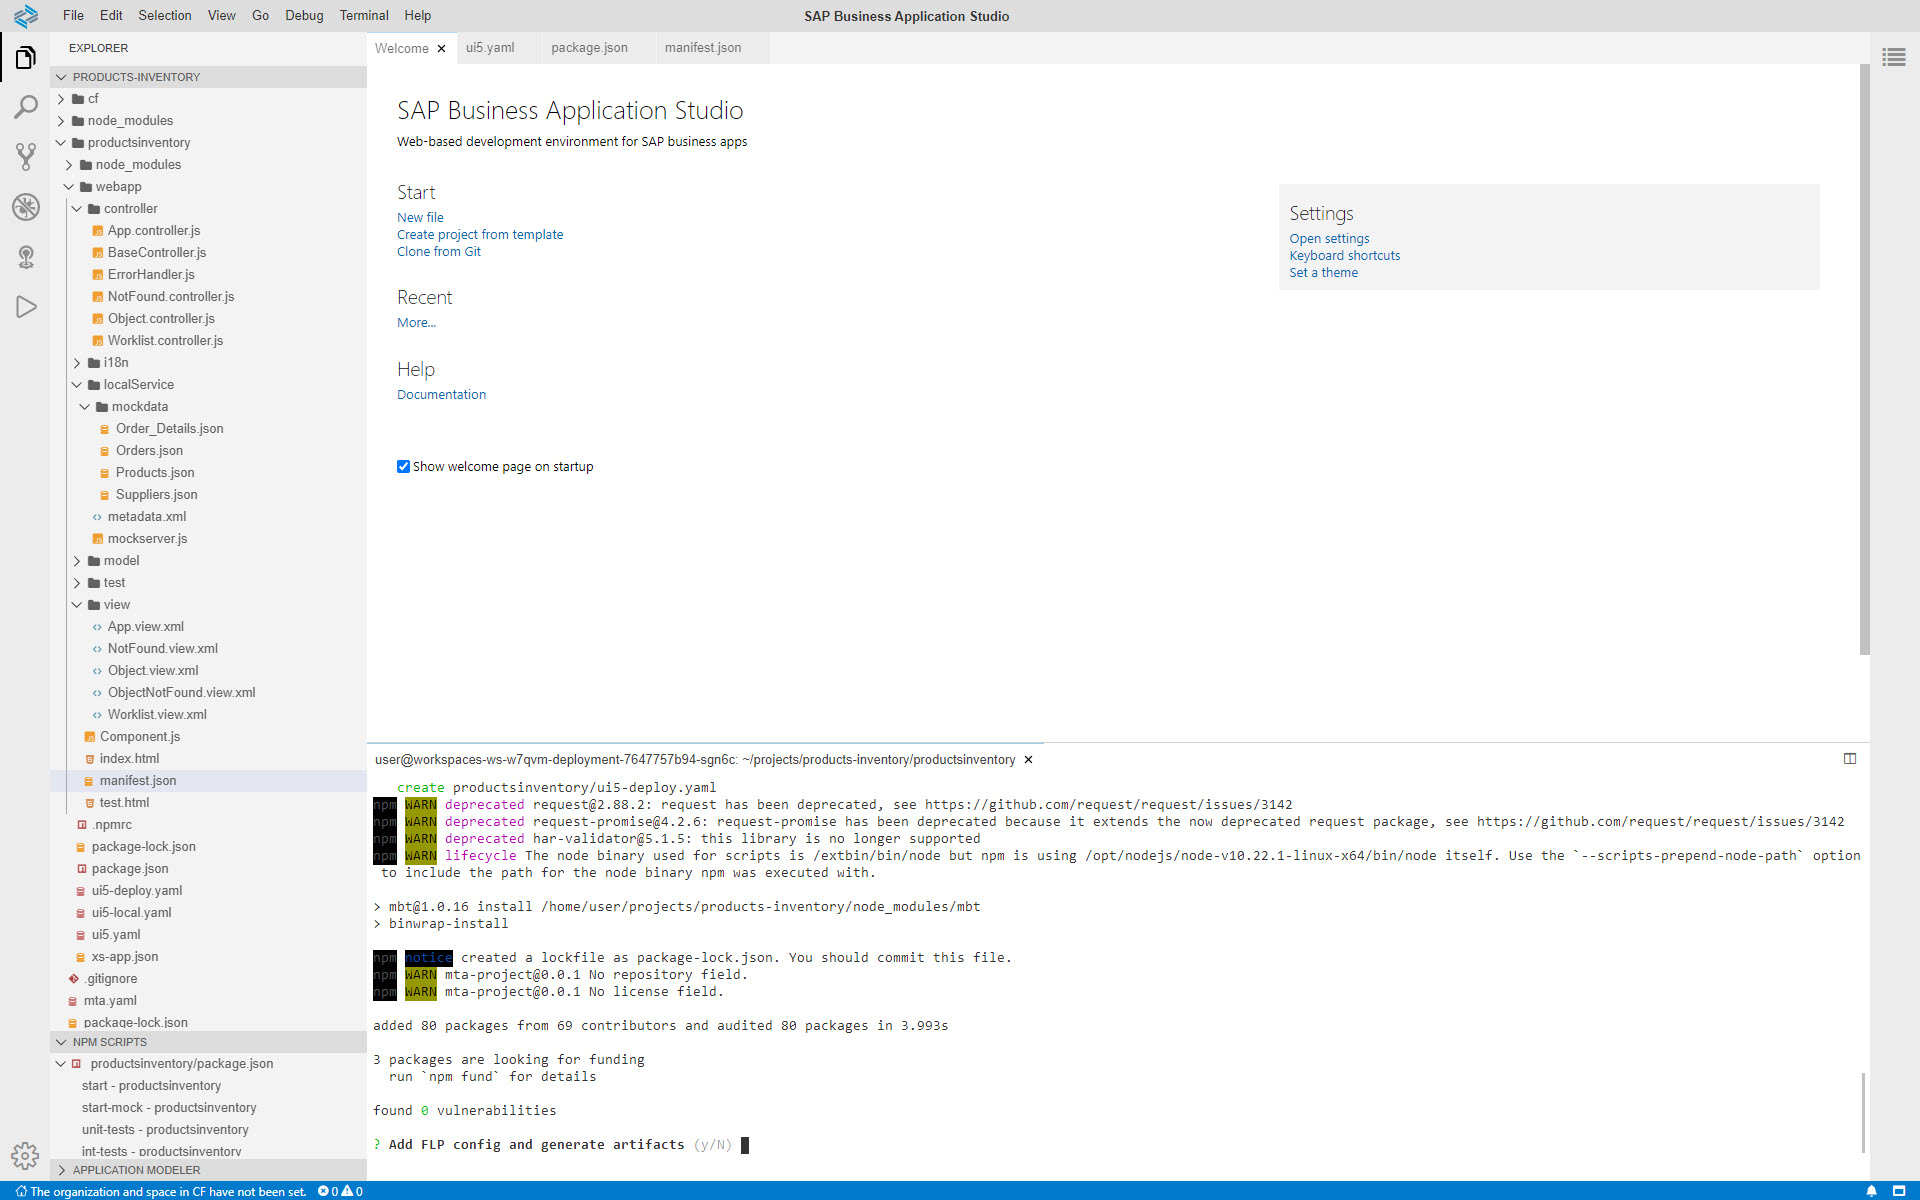 File Edit Selection View Go Debug Terminal Help
SAP Business Application Studio
EXPLORER
PRODUCTS-INVENTORY
cf
node_modules
productsinventory
node_modules
webapp
controller
App.controller.js
BaseController.js
ErrorHandler.js
NotFound.controller.js
Object.controller.js
Worklist.controller.js
i18n
localService
mockdata
Order_Details.json
Orders.json
Products.json
Suppliers.json
metadata.xml
mockserver.js
model
test
view
App.view.xml
NotFound.view.xml
Object.view.xml
ObjectNotFound.view.xml
Worklist.view.xml
Component.js
index.html
manifest.json
test.html
.npmrc
package-lock.json
package.json
ui5-deploy.yaml
ui5-local.yaml
ui5.yaml
xs-app.json
.gitignore
mta.yaml
package-lock.json
NPM SCRIPTS
productsinventory/package.json
start - productsinventory
start-mock - productsinventory
unit-tests - productsinventory
int-tests - productsinventory
APPLICATION MODELER
Welcome ui5.yaml package.json manifest.json
SAP Business Application Studio
Web-based development environment for SAP business apps
Start
New file
Create project from template
Clone from Git
Recent
More...
Help
Documentation
Show welcome page on startup
Settings
Open settings
Keyboard shortcuts
Set a theme
user@workspaces-ws-w7qvm-deployment-7647757b94-sgn6c: ~/projects/products-inventory/productsinventory
create productsinventory/ui5-deploy.yaml
npm WARN deprecated request@2.88.2: request has been deprecated, see https://github.com/request/request/issues/3142
npm WARN deprecated request-promise@4.2.6: request-promise has been deprecated because it extends the now deprecated request package, see https://github.com/request/request/issues/3142
npm WARN deprecated har-validator@5.1.5: this library is no longer supported
npm WARN lifecycle The node binary used for scripts is /extbin/bin/node but npm is using /opt/nodejs/node-v10.22.1-linux-x64/bin/node itself. Use the `--scripts-prepend-node-path` option
to include the path for the node binary npm was executed with.
> mbt@1.0.16 install /home/user/projects/products-inventory/node_modules/mbt
> binwrap-install
npm notice created a lockfile as package-lock.json. You should commit this file.
npm WARN mta-project@0.0.1 No repository field.
npm WARN mta-project@0.0.1 No license field.
added 80 packages from 69 contributors and audited 80 packages in 3.993s
3 packages are looking for funding
run `npm fund` for details
found 0 vulnerabilities
? Add FLP config and generate artifacts (y/N)
The organization and space in CF have not been set. 0 0